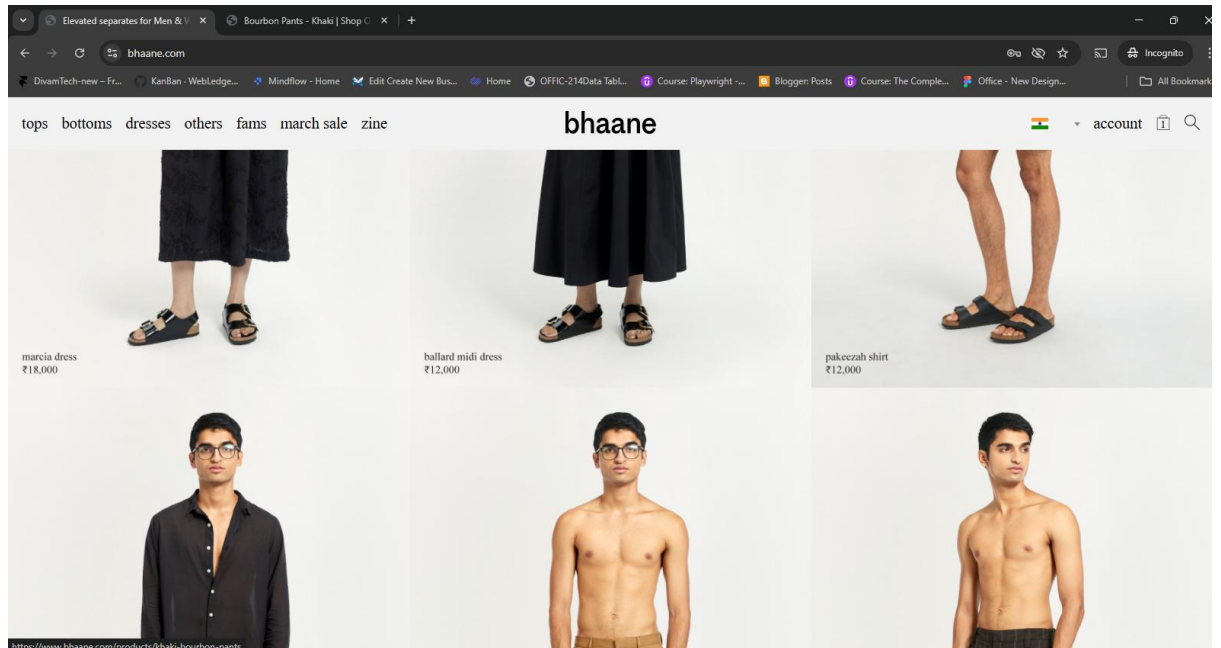 Elevated separates for Men & W
Bourbon Pants - Khaki | Shop O
bhaane.com
Incognito
DivamTech-new – Fr...
KanBan - WebLedge...
Mindflow - Home
Edit Create New Bus...
Home
OFFIC-214Data Tabl...
Course: Playwright -...
Blogger: Posts
Course: The Comple...
Office - New Design...
All Bookmark
tops bottoms dresses others fams march sale zine
bhaane
account 1
marcia dress
₹18,000
ballard midi dress
₹12,000
pakeezah shirt
₹12,000
https://www.bhaane.com/products/khaki-bourbon-pants